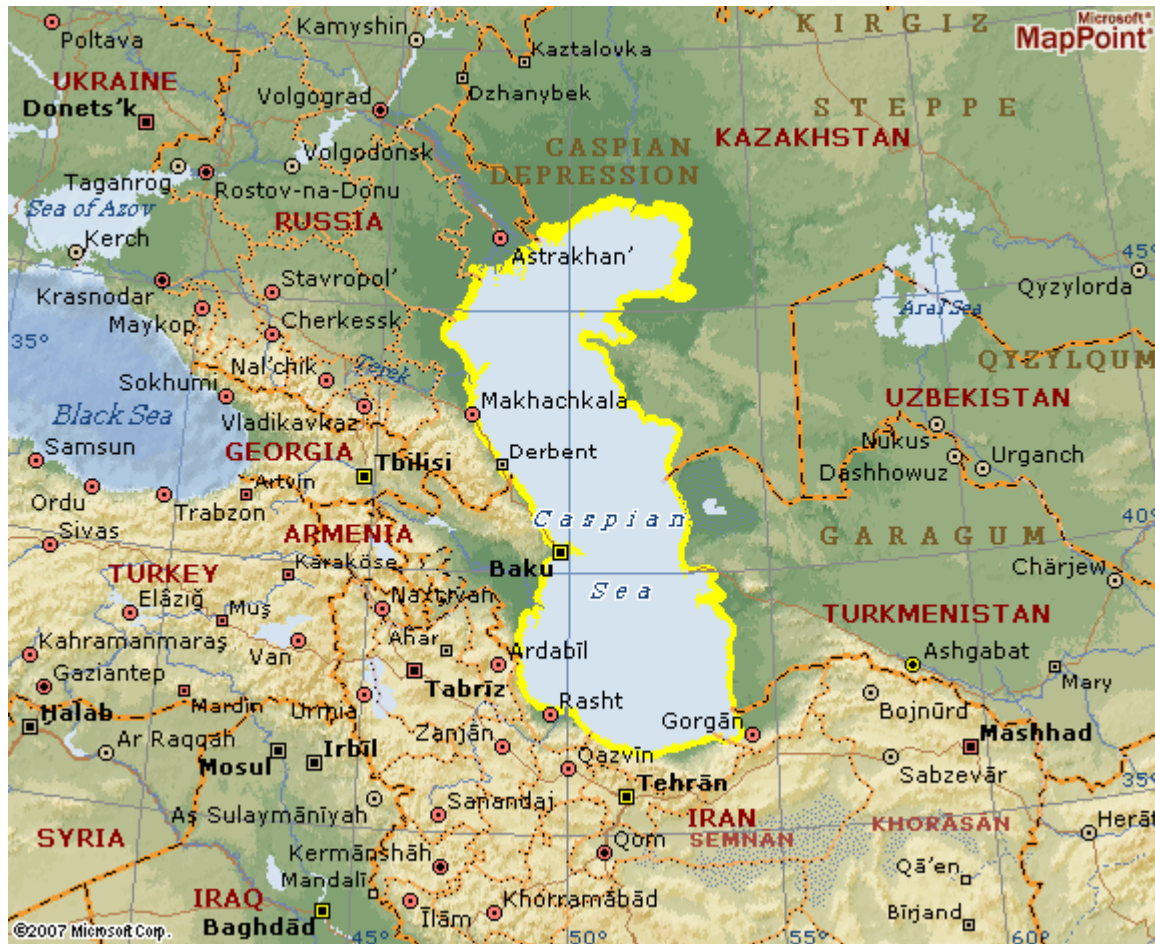 Microsoft®
MapPoint®
KIRGIZ
STEPPE
Poltava
Kamyshin
Kaztalovka
UKRAINE
Dzhanybek
Donets'k
Volgograd
KAZAKHSTAN
CASPIAN
DEPRESSION
Volgodonsk
Taganrog
Rostov-na-Donu
Sea of Azov
RUSSIA
Kerch
Astrakhan'
45°
Stavropol'
Krasnodar
Qyzylorda
Aral Sea
Maykop
Cherkessk
35°
Nal'chik
Terek
QYZYLQUM
Sokhumi
Makhachkala
UZBEKISTAN
Black Sea
Vladikavkaz
Nukus
Samsun
GEORGIA
Tbilisi
Derbent
Urganch
Dashhowuz
Ordu
Artvin
Trabzon
Caspian
Sea
40°
Sivas
ARMENIA
GARAGUM
Baku
Karaköse
TURKEY
Chärjew
Elâziğ
Muş
Naxçivan
TURKMENISTAN
Kahramanmaraş
Van
Ahar
Ardabīl
Ashgabat
Gaziantep
Tabrīz
Mary
Mardin
Urmia
Rasht
Bojnūrd
Ḩalab
Gorgān
Zanjān
Mashhad
Ar Raqqah
Irbīl
Mosul
Qazvīn
Sabzevār
Tehrān
35°
As Sulaymānīyah
Sanandaj
IRAN
SEMNĀN
KHORĀSĀN
Herāt
SYRIA
Kermānshāh
Qom
Qā'en
Mandalī
IRAQ
Khorramābād
Īlām
Bīrjand
Baghdād
©2007 Microsoft Corp.
45°
50°
55°
60°